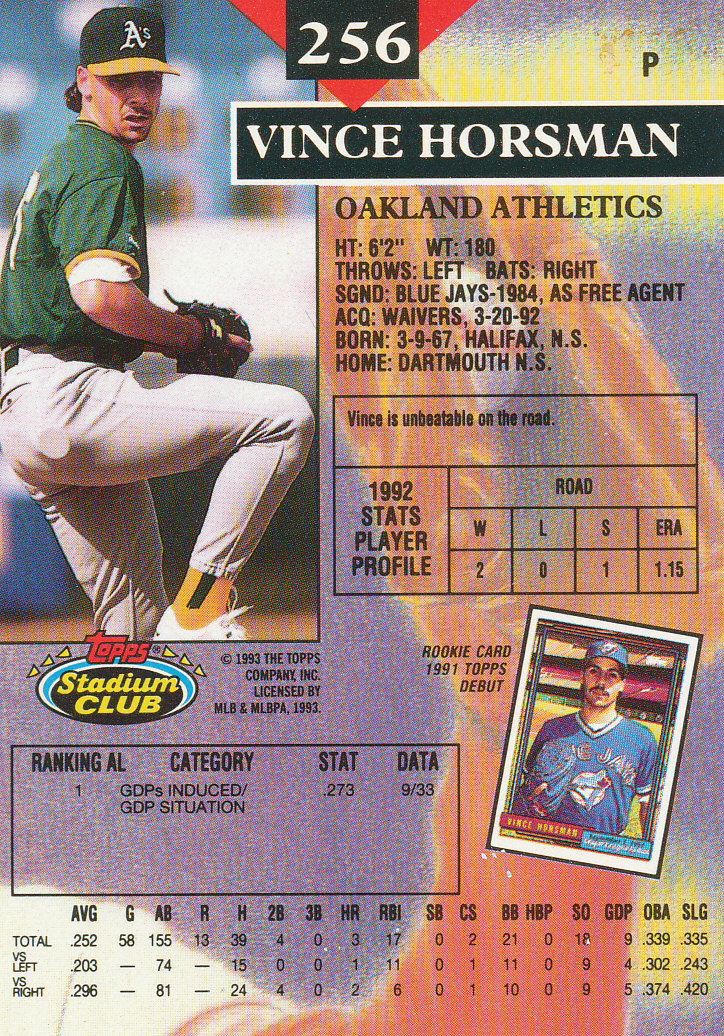 A's
256
P
VINCE HORSMAN
OAKLAND ATHLETICS
HT: 6'2" WT: 180
THROWS: LEFT BATS: RIGHT
SGND: BLUE JAYS-1984, AS FREE AGENT
ACQ: WAIVERS, 3-20-92
BORN: 3-9-67, HALIFAX, N.S.
HOME: DARTMOUTH N.S.
Vince is unbeatable on the road.
1992 STATS PLAYER PROFILE
ROAD
W L S ERA
2 0 1 1.15
ROOKIE CARD
1991 TOPPS
DEBUT
VINCE HORSMAN
Topps®
Stadium
CLUB
© 1993 THE TOPPS
COMPANY, INC.
LICENSED BY
MLB & MLBPA, 1993.
RANKING AL CATEGORY STAT DATA
1 GDPs INDUCED/ .273 9/33
GDP SITUATION
AVG G AB R H 2B 3B HR RBI SB CS BB HBP SO GDP OBA SLG
TOTAL .252 58 155 13 39 4 0 3 17 0 2 21 0 18 9 .339 .335
VS LEFT .203 — 74 — 15 0 0 1 11 0 1 11 0 9 4 .302 .243
VS RIGHT .296 — 81 — 24 4 0 2 6 0 1 10 0 9 5 .374 .420